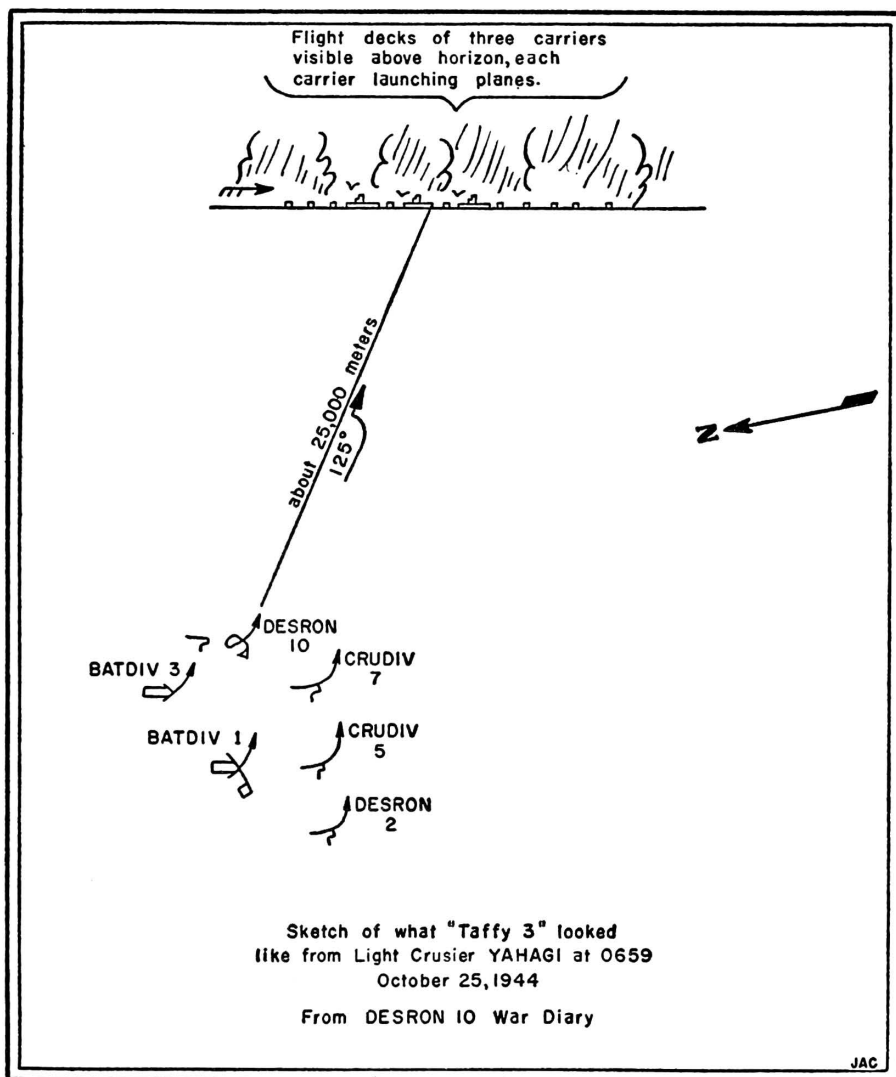 Flight decks of three carriers
visible above horizon, each
carrier launching planes.
about 25,000 meters
125°
N
DESRON
10
BATDIV 3
CRUDIV
7
BATDIV 1
CRUDIV
5
DESRON
2
Sketch of what "Taffy 3" looked
like from Light Crusier YAHAGI at 0659
October 25, 1944
From DESRON 10 War Diary
JAC